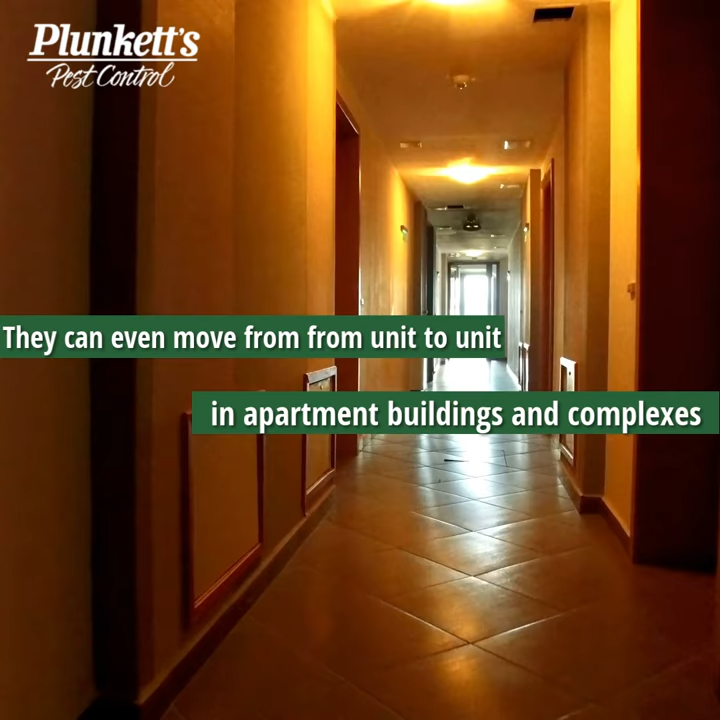 Plunkett's
Pest Control
They can even move from from unit to unit
in apartment buildings and complexes